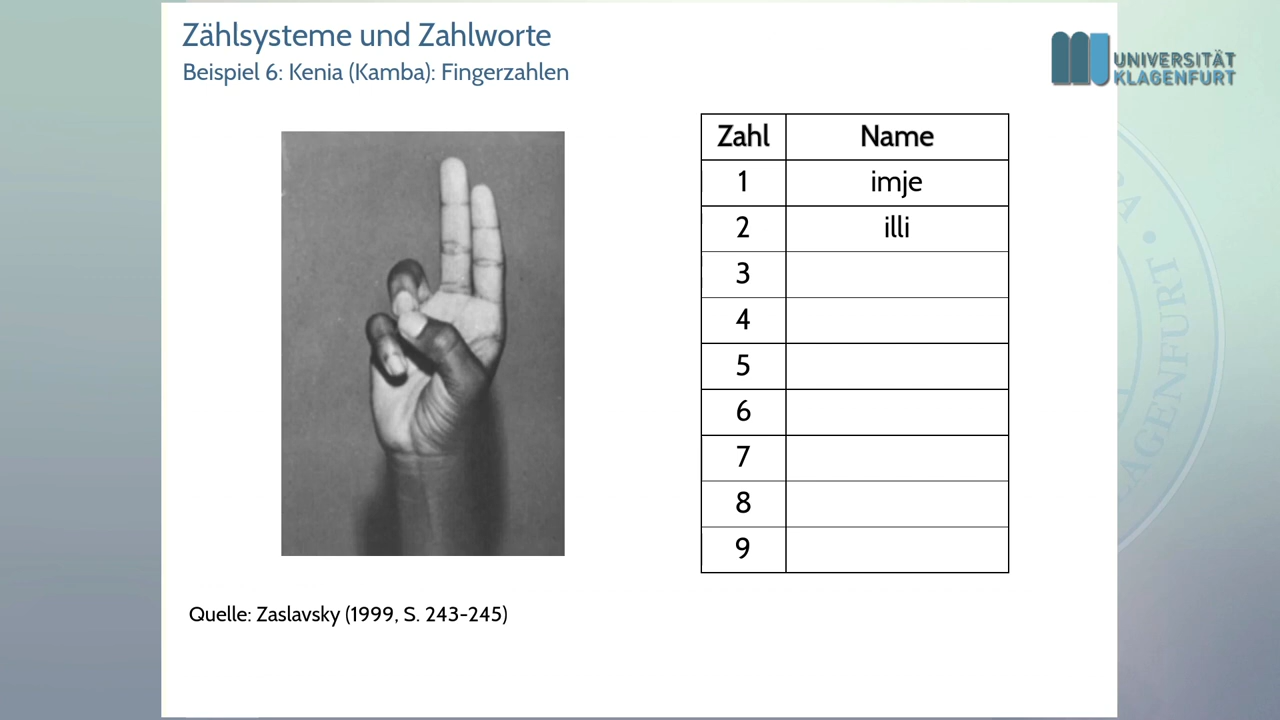 Zählsysteme und Zahlworte
Beispiel 6: Kenia (Kamba): Fingerzahlen
UNIVERSITÄT
KLAGENFURT
Zahl Name
1 imje
2 illi
3
4
5
6
7
8
9
Quelle: Zaslavsky (1999, S. 243-245)
KLAGENFURT